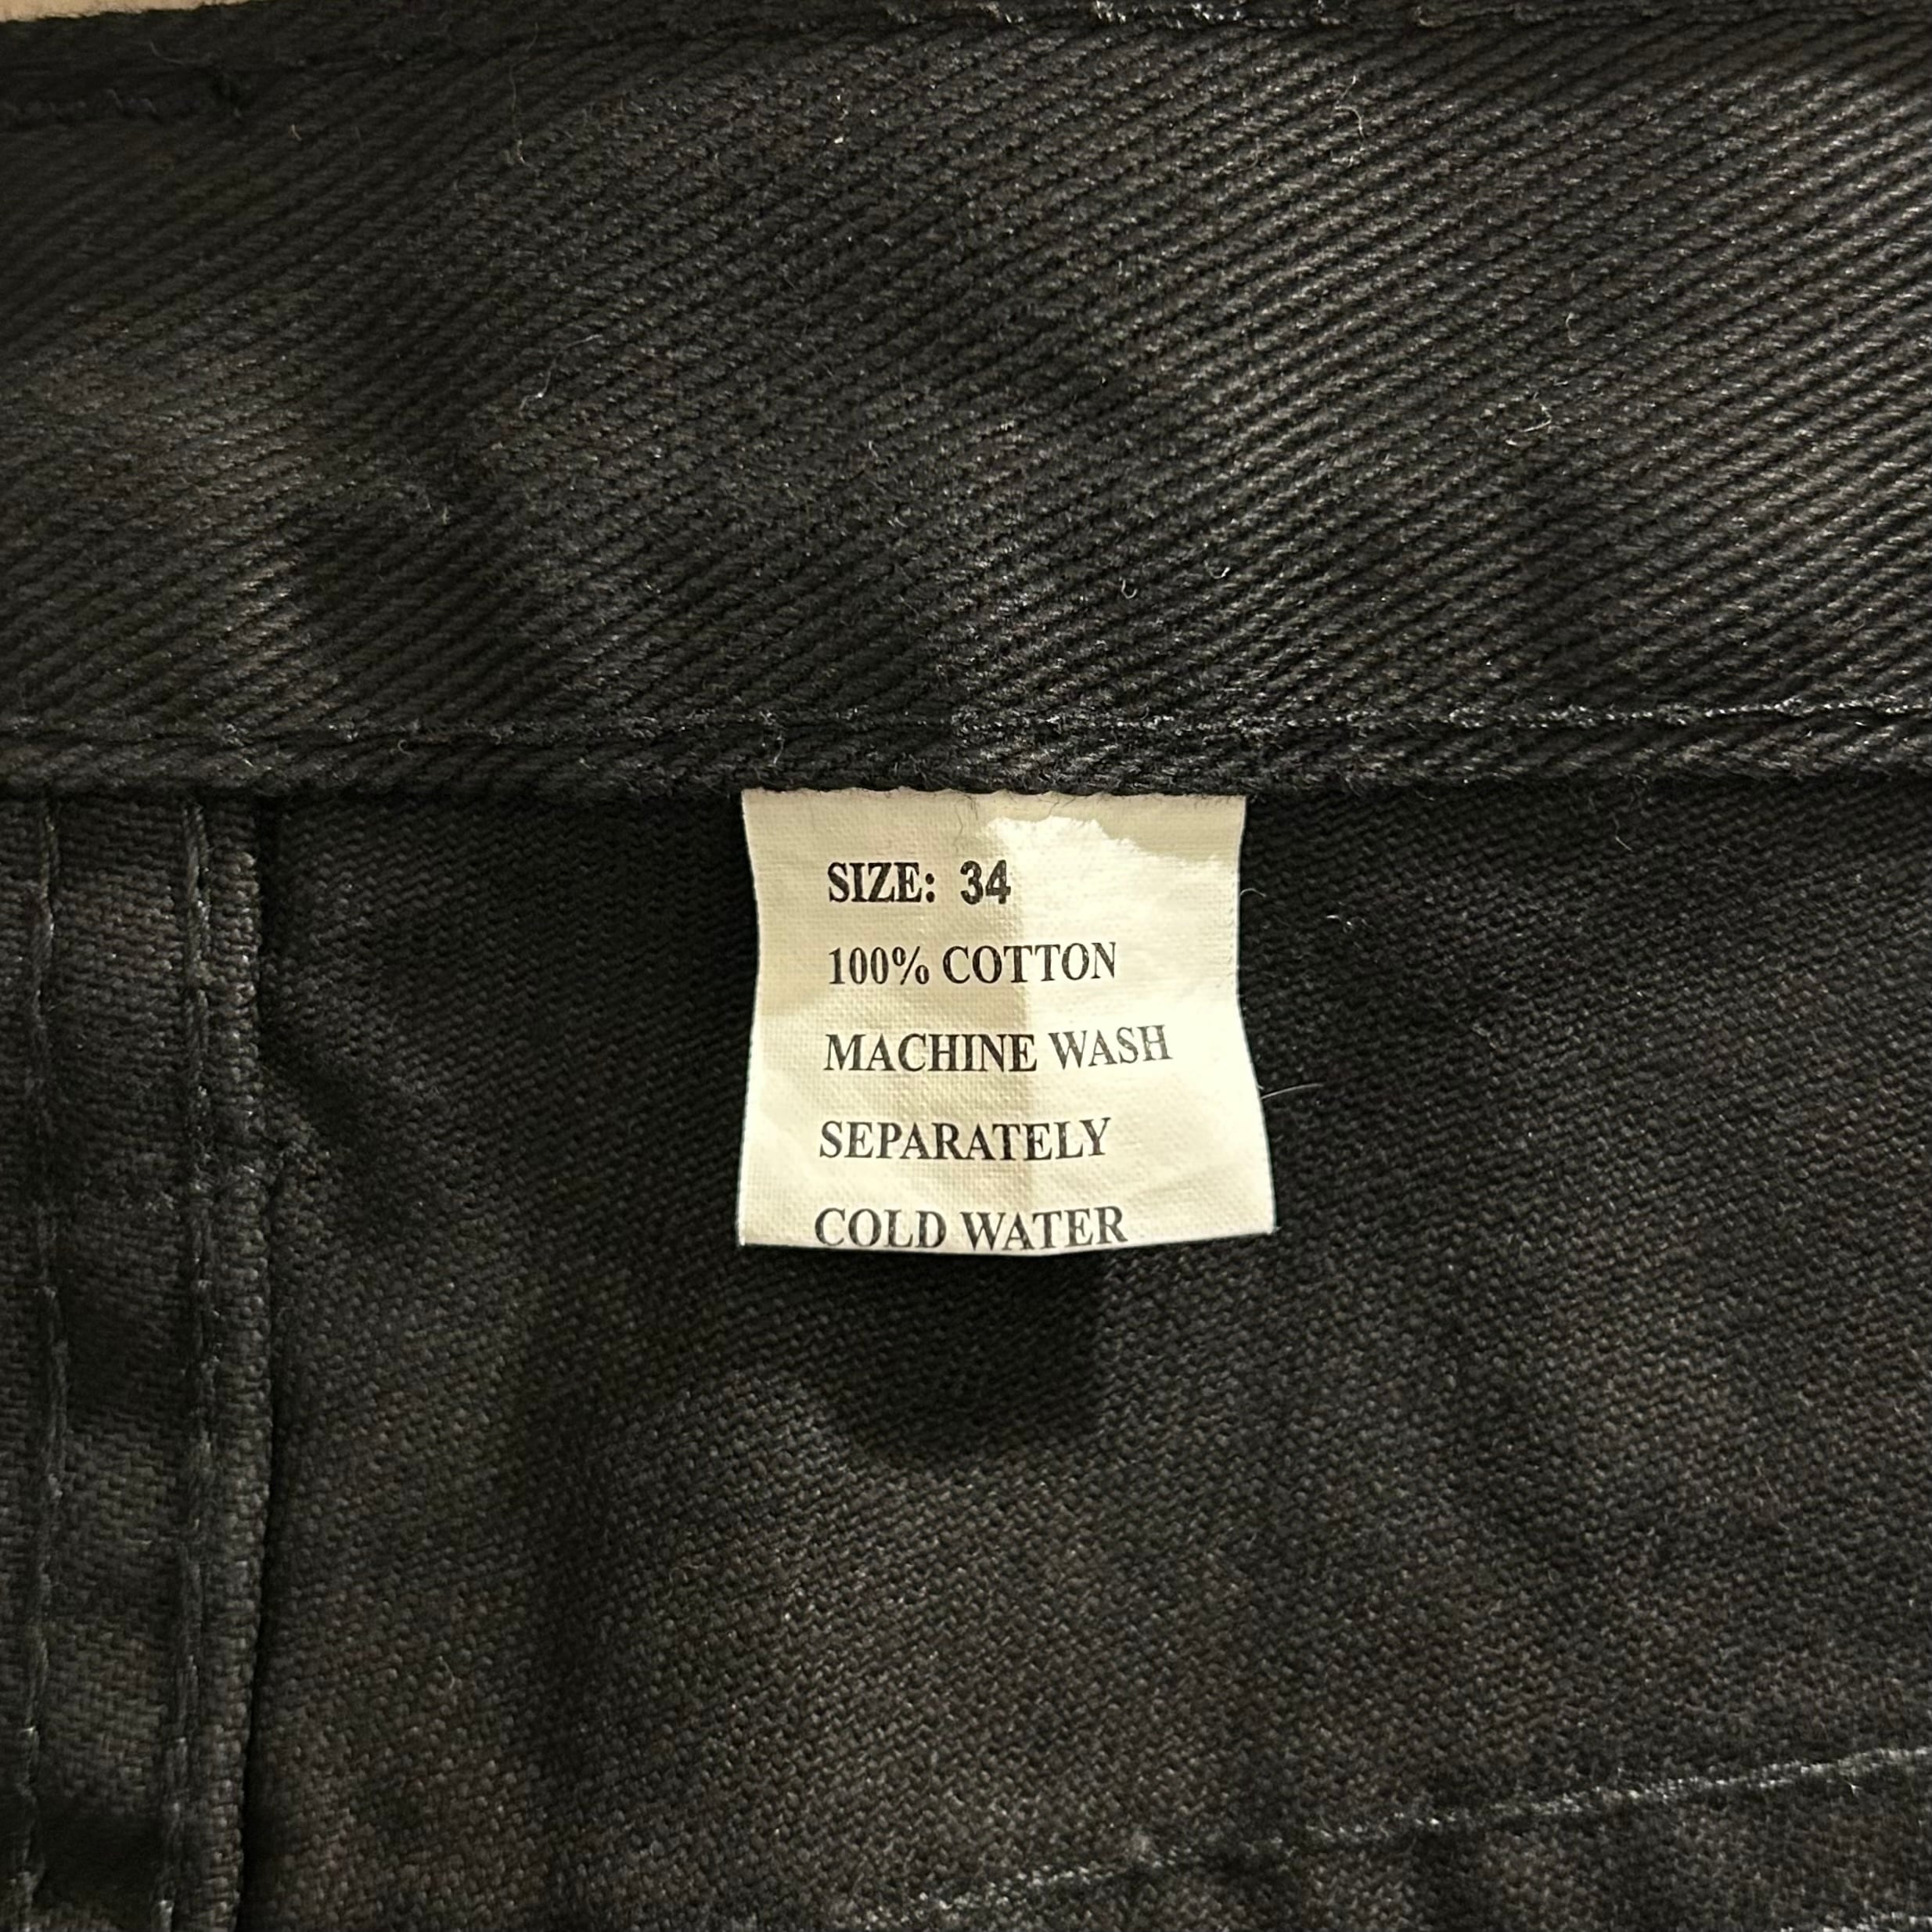 SIZE: 34
100% COTTON
MACHINE WASH
SEPARATELY
COLD WATER